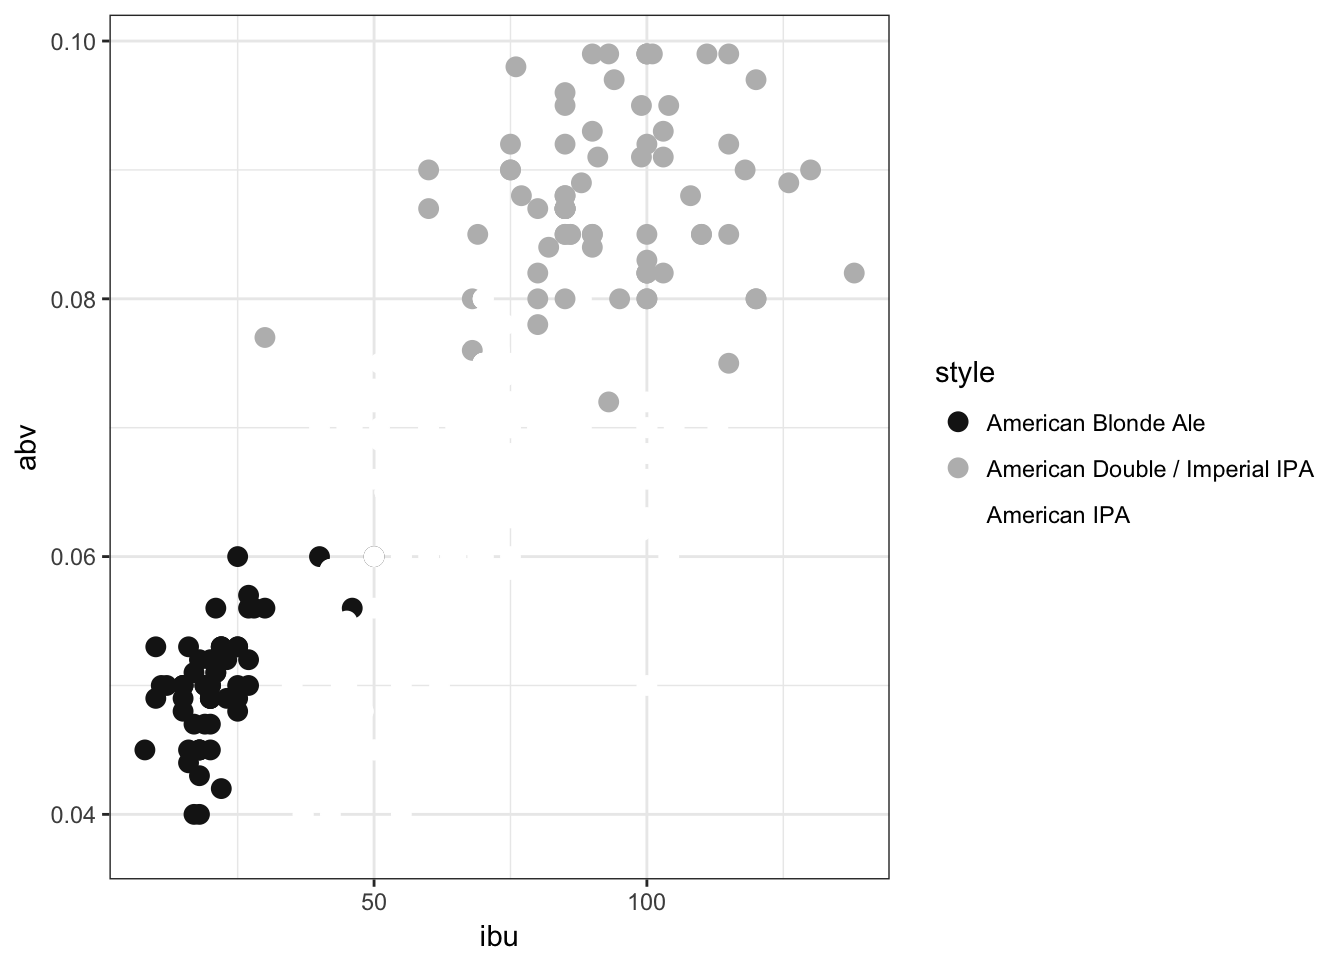 0.10
0.08
0.06
0.04
abv
50
100
ibu
style
American Blonde Ale
American Double / Imperial IPA
American IPA